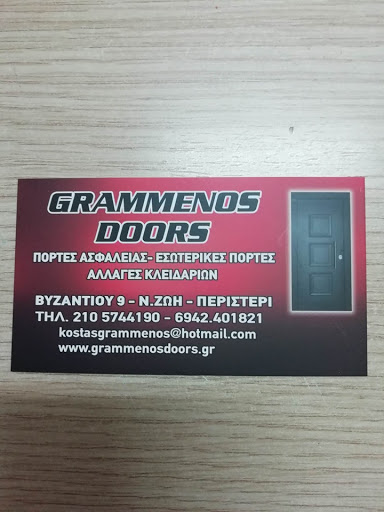 GRAMMENOS
DOORS
ΠΟΡΤΕΣ ΑΣΦΑΛΕΙΑΣ- ΕΣΩΤΕΡΙΚΕΣ ΠΟΡΤΕΣ
ΑΛΛΑΓΕΣ ΚΛΕΙΔΑΡΙΩΝ
ΒΥΖΑΝΤΙΟΥ 9 - Ν.ΖΩΗ - ΠΕΡΙΣΤΕΡΙ
ΤΗΛ. 210 5744190 - 6942.401821
kostasgrammenos@hotmail.com
www.grammenosdoors.gr